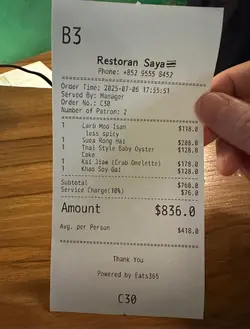 B3
Restoran Saya
Phone: +852 9555 8452
Order Time: 2025-07-06 17:55:51
Served By: Manager
Order No.: C30
Number of Patron: 2
1 Larb Moo Isan $118.0
less spicy
1 Suea Rong Hai $208.0
1 Thai Style Baby Oyster $128.0
Cake
1 Kai Jiaw (Crab Omelette) $178.0
1 Khao Soy Gai $128.0
Subtotal $760.0
Service Charge(10%) $76.0
Amount $836.0
Avg. per Person $418.0
Thank You
Powered by Eats365
C30